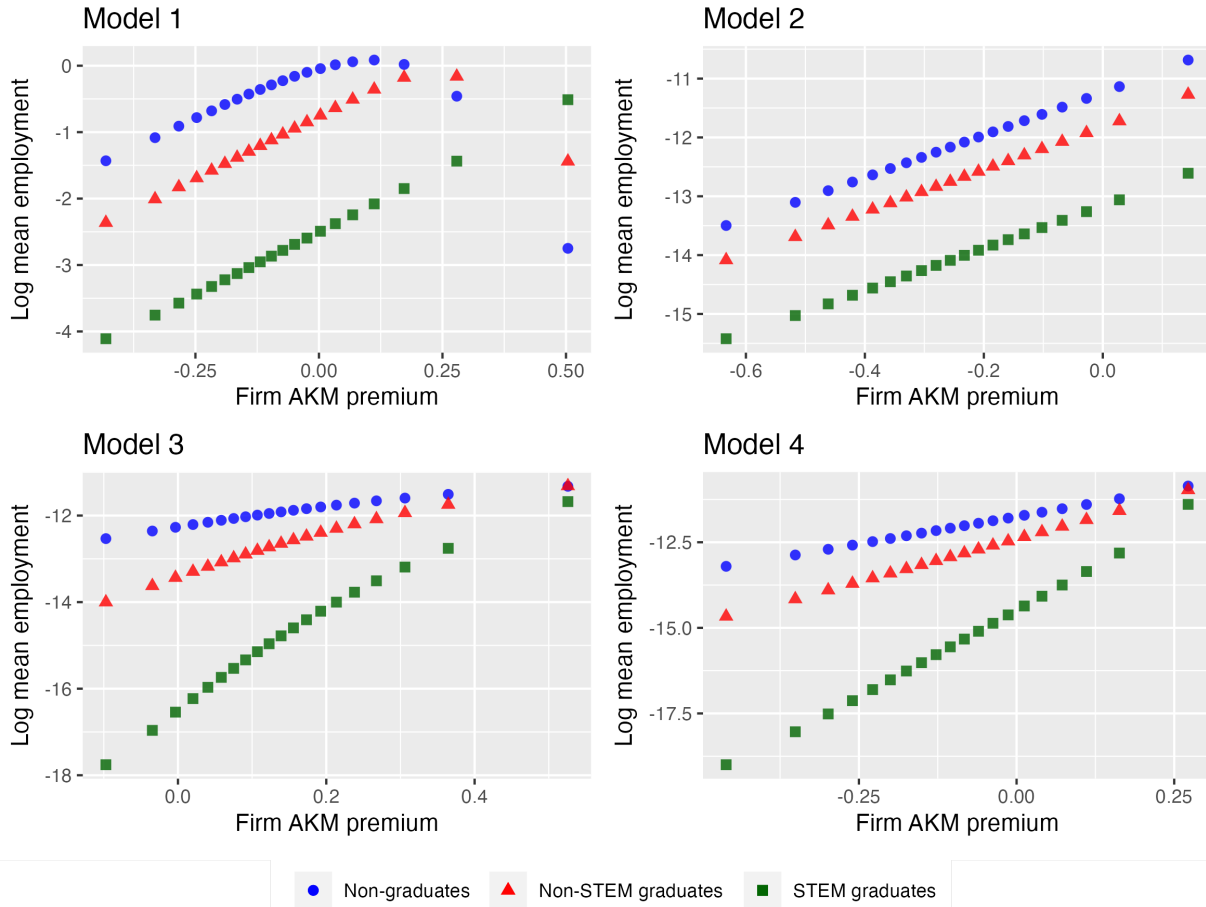 Model 1
Model 2
Log mean employment
0
-1
-2
-3
-4
-0.25
0.00
0.25
0.50
Firm AKM premium
Log mean employment
-11
-12
-13
-14
-15
-0.6
-0.4
-0.2
0.0
Firm AKM premium
Model 3
Model 4
Log mean employment
-12
-14
-16
-18
0.0
0.2
0.4
Firm AKM premium
Log mean employment
-12.5
-15.0
-17.5
-0.25
0.00
0.25
Firm AKM premium
Non-graduates
Non-STEM graduates
STEM graduates